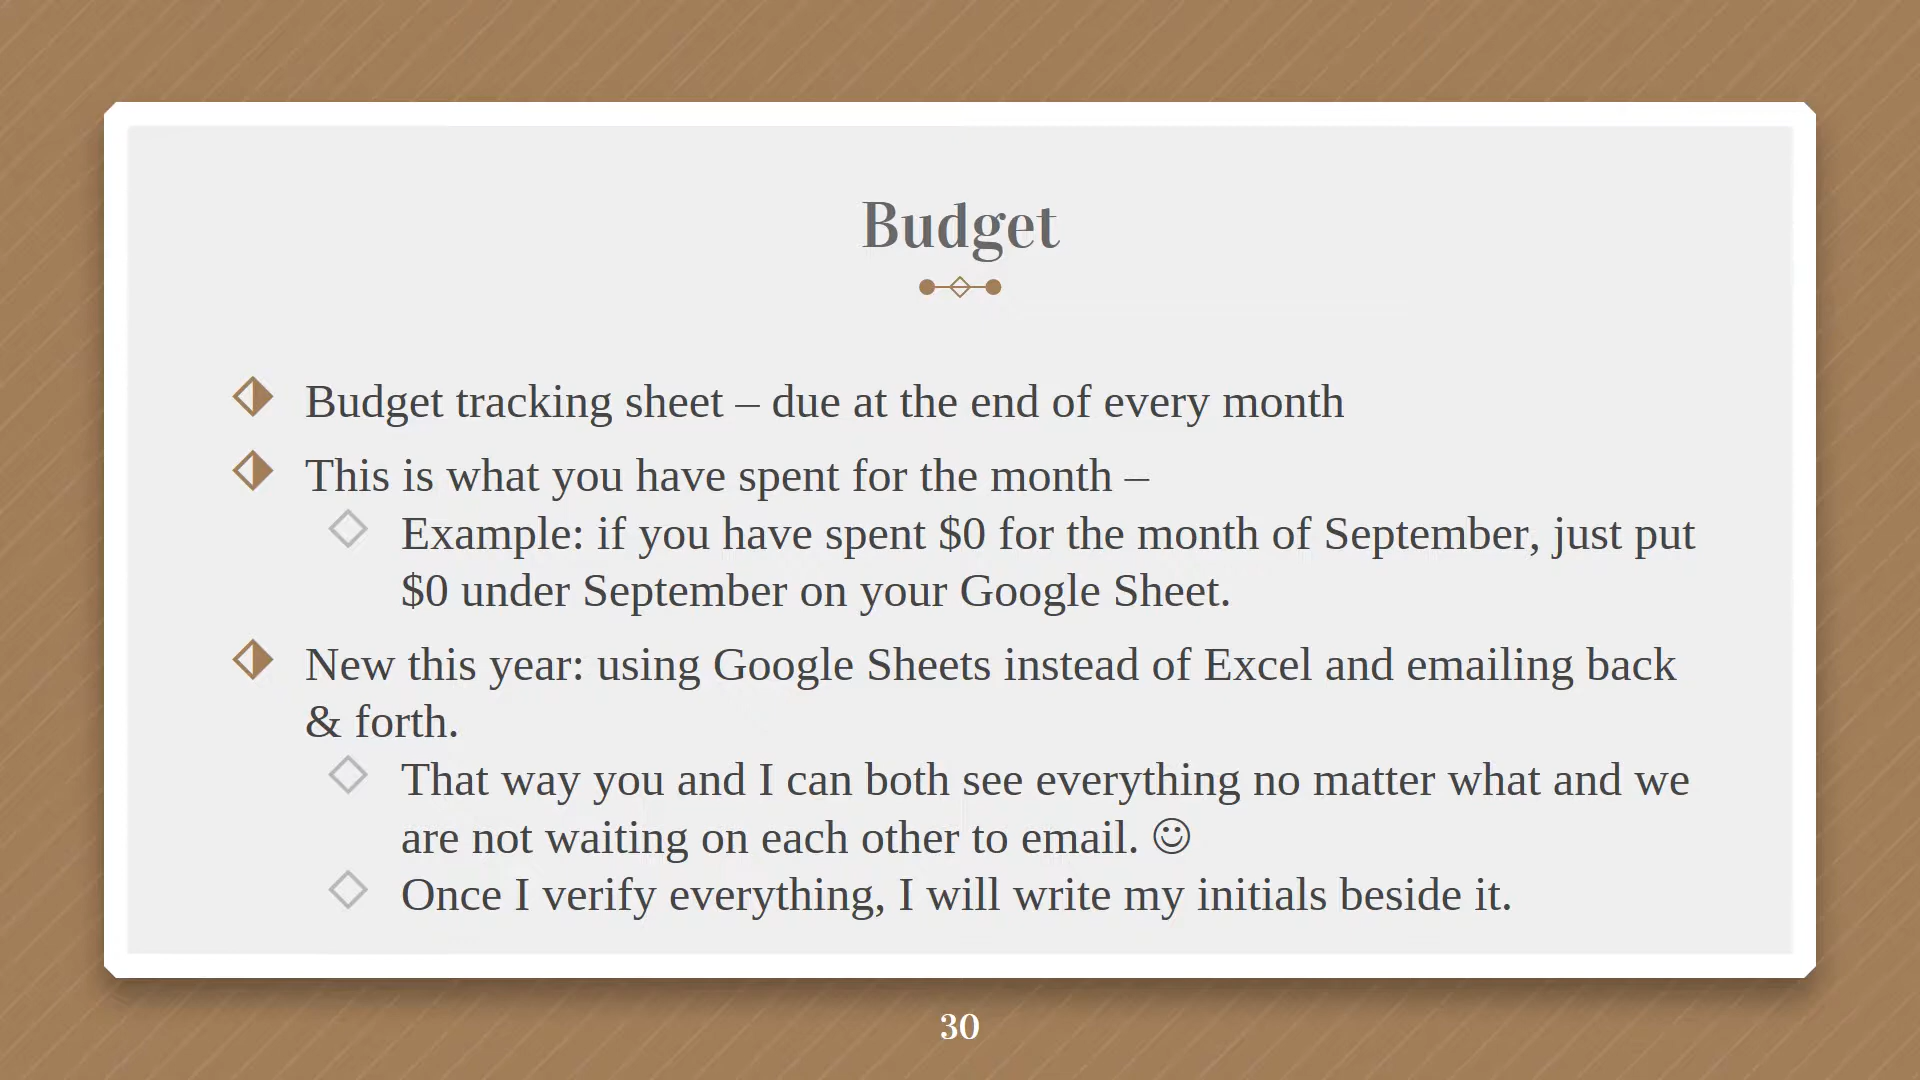 Budget
Budget tracking sheet – due at the end of every month
This is what you have spent for the month –
Example: if you have spent $0 for the month of September, just put
$0 under September on your Google Sheet.
New this year: using Google Sheets instead of Excel and emailing back
& forth.
That way you and I can both see everything no matter what and we
are not waiting on each other to email. ☺
Once I verify everything, I will write my initials beside it.
30